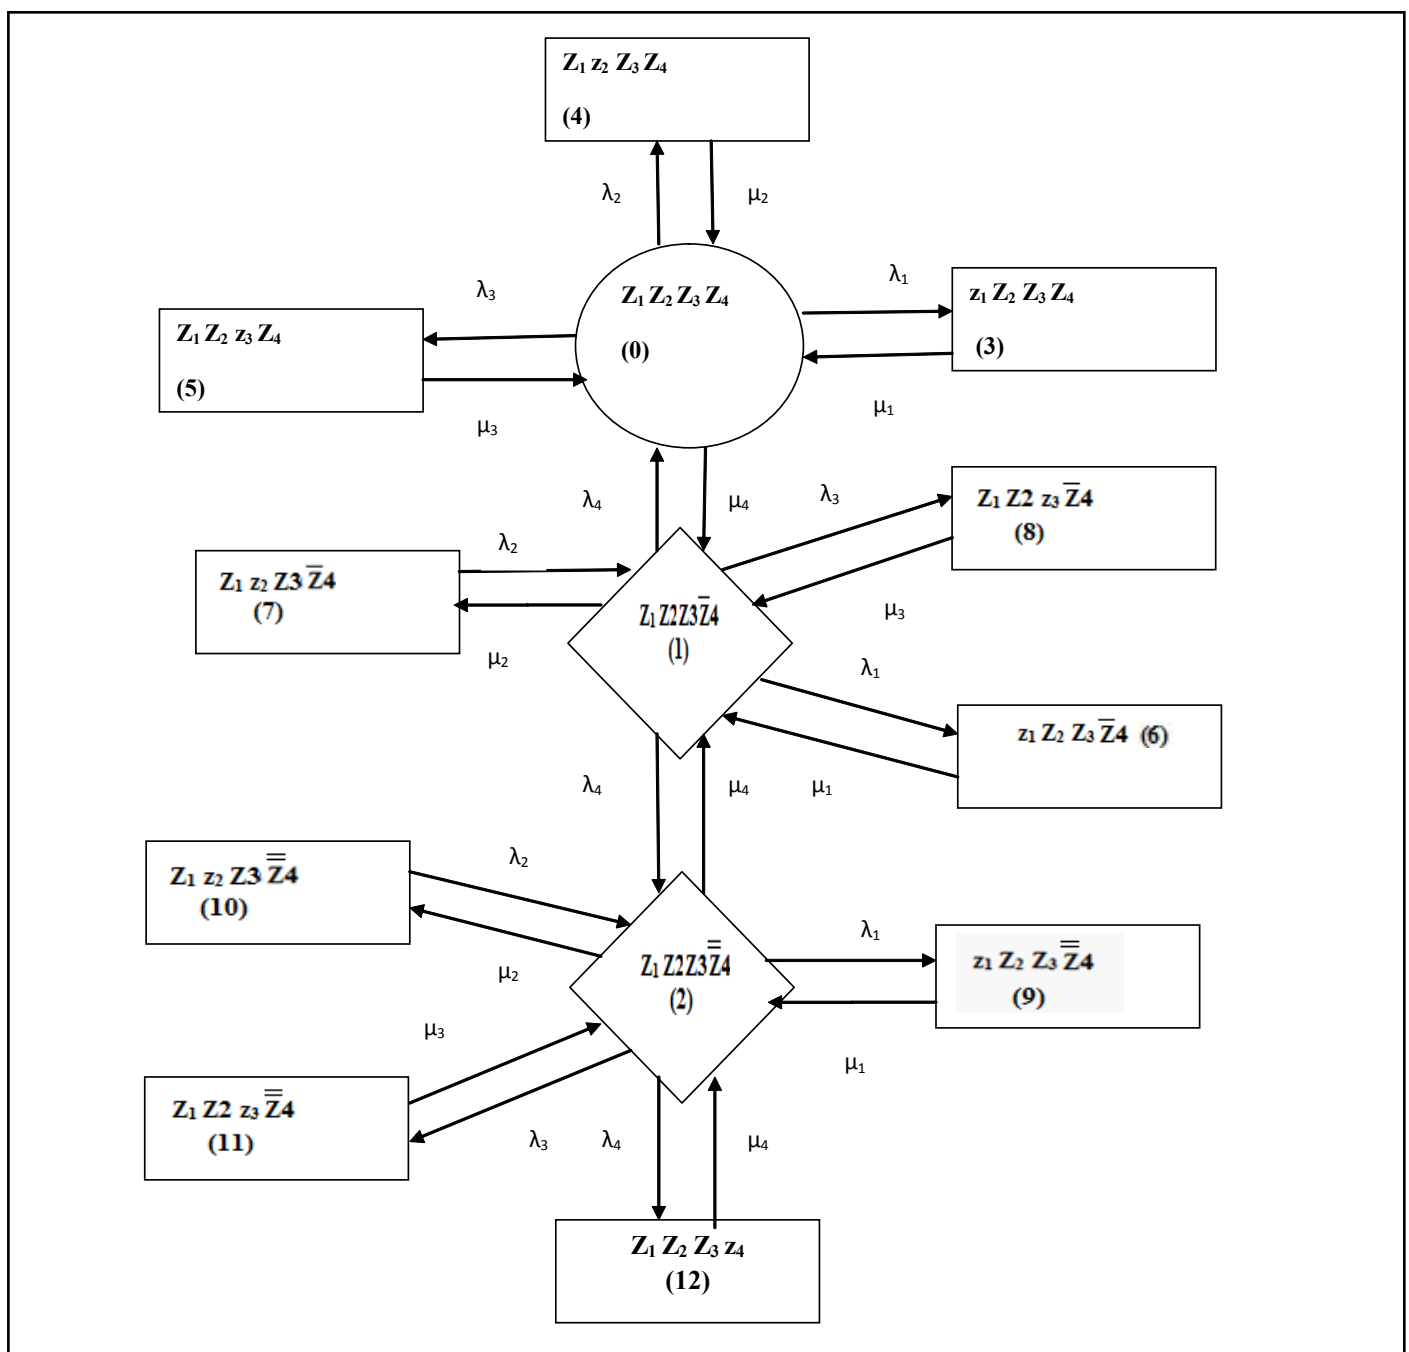 Z₁ z₂ Z₃ Z₄
(4)
λ₂
μ₂
λ₃
Z₁ Z₂ Z₃ Z₄
(0)
λ₁
z₁ Z₂ Z₃ Z₄
(3)
Z₁ Z₂ z₃ Z₄
(5)
μ₃
μ₁
λ₄
μ₄
λ₃
Z₁ Z2 z₃ Z̅4
(8)
λ₂
Z₁ z₂ Z3 Z̅4
(7)
μ₂
Z₁ Z2Z3Z̅4
(1)
μ₃
λ₁
z₁ Z₂ Z₃ Z̅4 (6)
λ₄
μ₄
μ₁
Z₁ z₂ Z3 Z̿̅4
(10)
λ₂
μ₂
Z₁ Z2Z3Z̿̅4
(2)
λ₁
z₁ Z₂ Z₃ Z̿̅4
(9)
μ₃
μ₁
Z₁ Z2 z₃ Z̿̅4
(11)
λ₃
λ₄
μ₄
Z₁ Z₂ Z₃ z₄
(12)